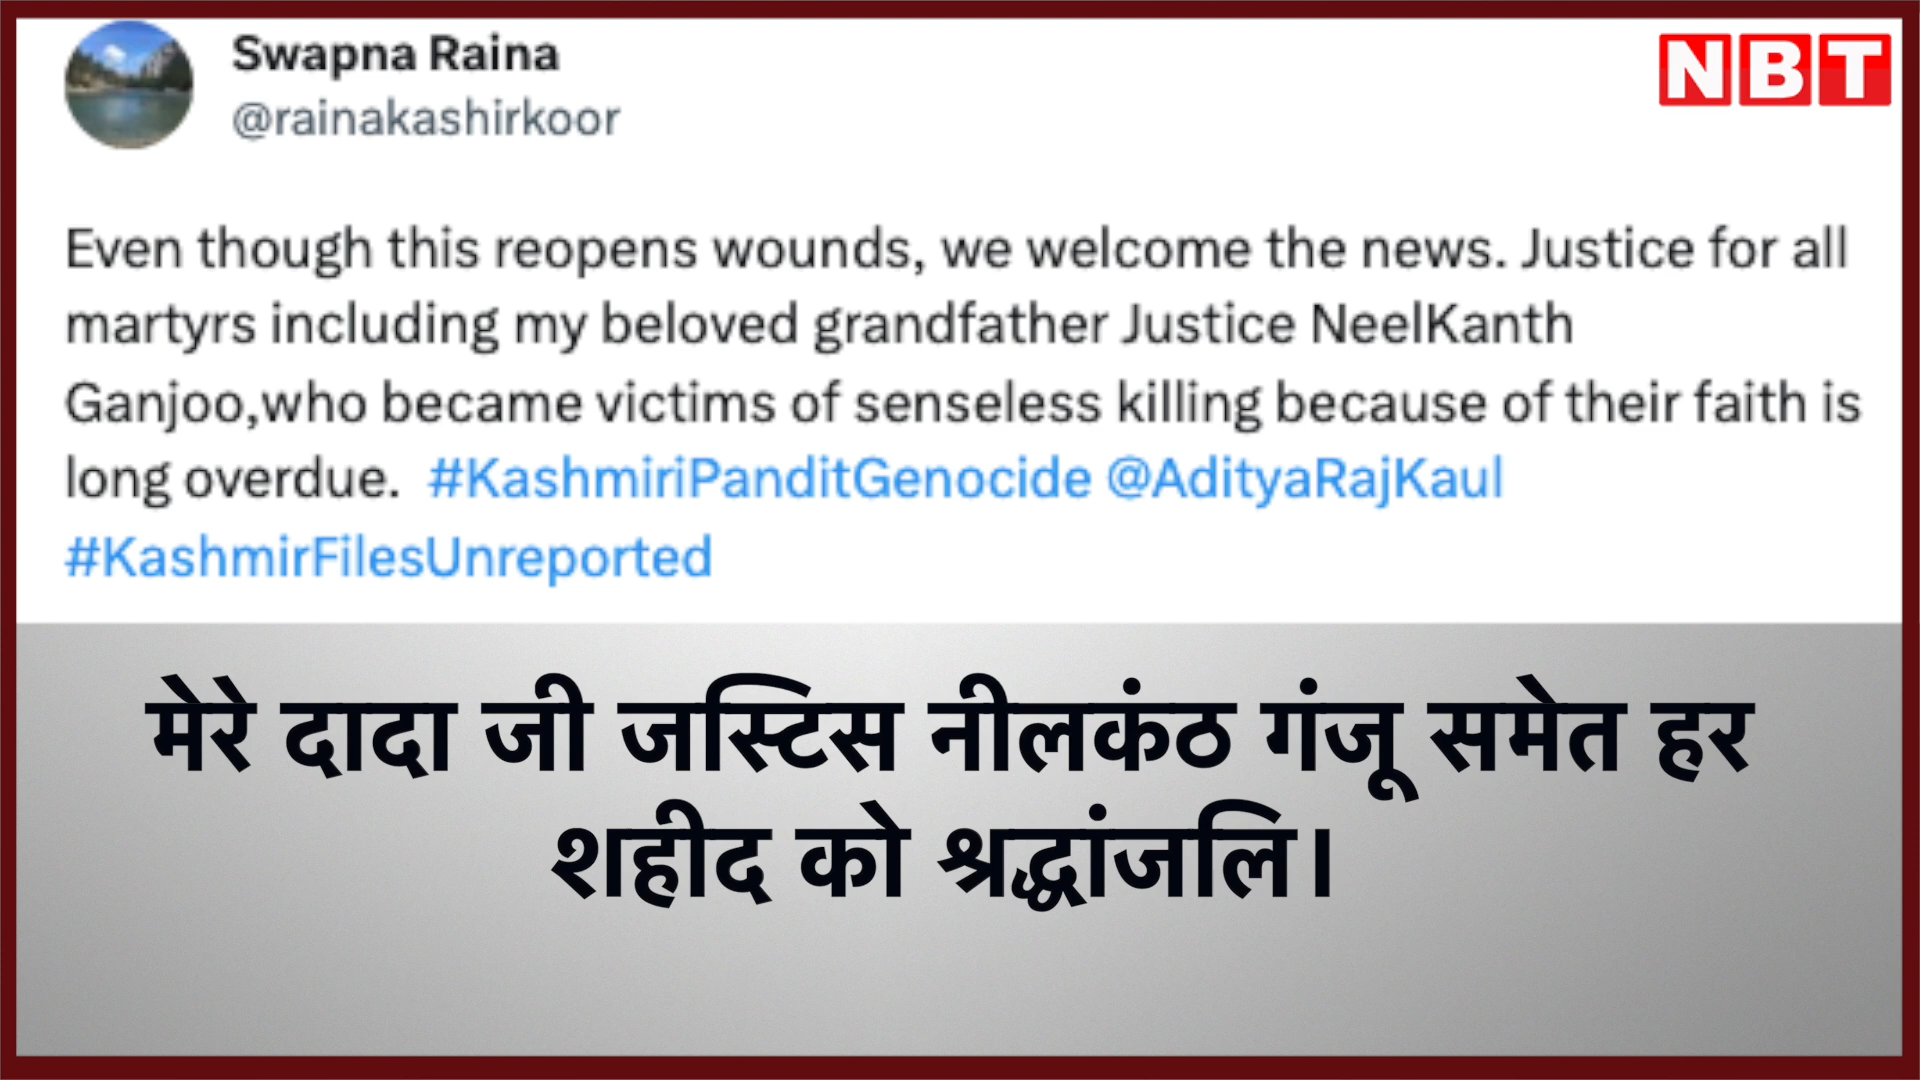 Swapna Raina
NBT
@rainakashirkoor
Even though this reopens wounds, we welcome the news. Justice for all
martyrs including my beloved grandfather Justice NeelKanth
Ganjoo,who became victims of senseless killing because of their faith is
long overdue. #KashmiriPanditGenocide @AdityaRajKaul
#KashmirFilesUnreported
मेरे दादा जी जस्टिस नीलकंठ गंजू समेत हर
शहीद को श्रद्धांजलि।